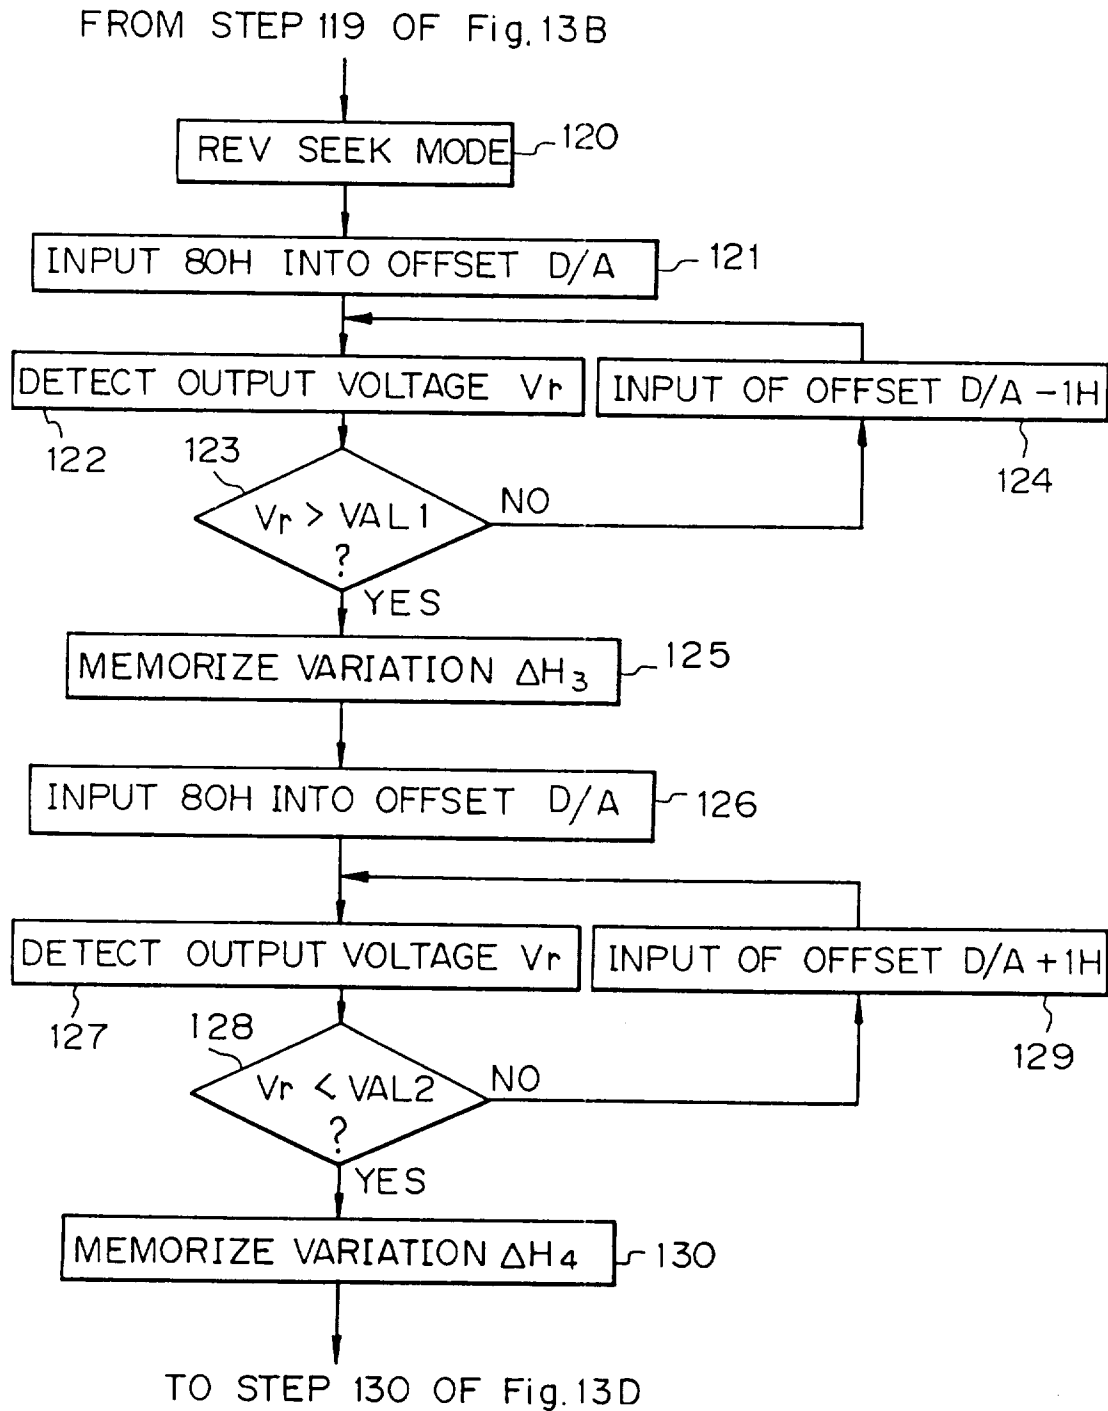 FROM STEP 119 OF Fig. 13B
REV SEEK MODE
120
INPUT 80H INTO OFFSET D/A
121
DETECT OUTPUT VOLTAGE Vr
122
INPUT OF OFFSET D/A -1H
124
123
Vr > VAL1
?
NO
YES
MEMORIZE VARIATION ΔH3
125
INPUT 80H INTO OFFSET D/A
126
DETECT OUTPUT VOLTAGE Vr
127
INPUT OF OFFSET D/A +1H
129
128
Vr < VAL2
?
NO
YES
MEMORIZE VARIATION ΔH4
130
TO STEP 130 OF Fig. 13D